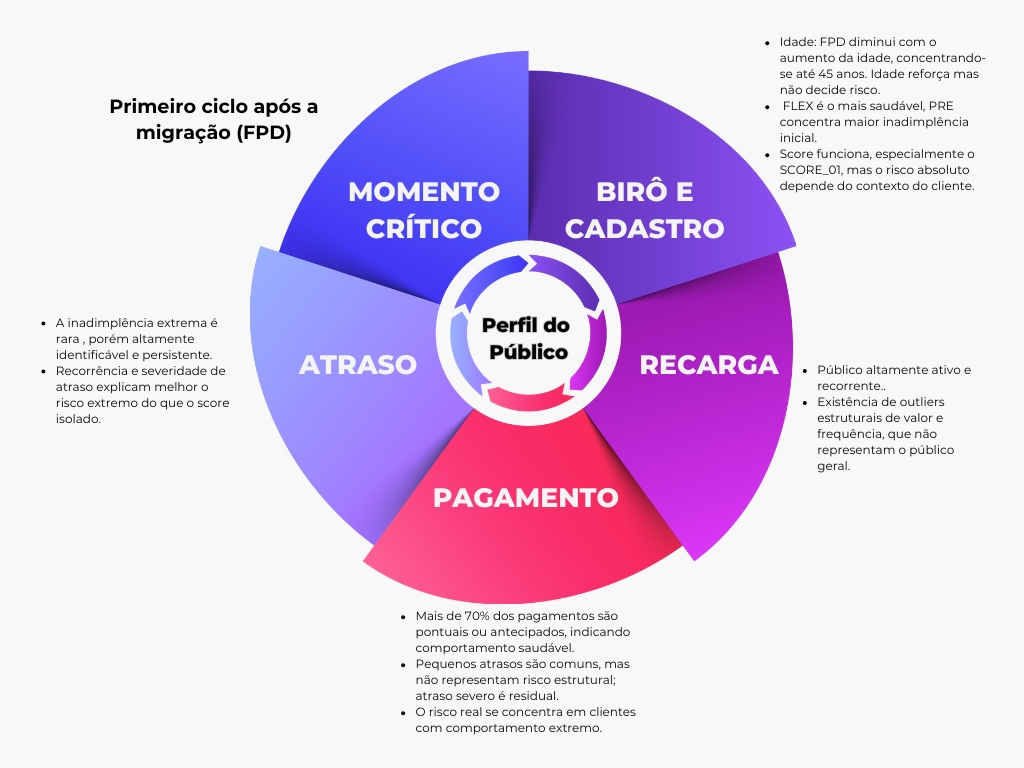 Primeiro ciclo após a
migração (FPD)
MOMENTO
CRÍTICO
BIRÔ E
CADASTRO
• Idade: FPD diminui com o
aumento da idade, concentrando-
se até 45 anos. Idade reforça mas
não decide risco.
• FLEX é o mais saudável, PRE
concentra maior inadimplência
inicial.
• Score funciona, especialmente o
SCORE_01, mas o risco absoluto
depende do contexto do cliente.
Perfil do
Público
RECARGA
• Público altamente ativo e
recorrente..
• Existência de outliers
estruturais de valor e
frequência, que não
representam o público
geral.
PAGAMENTO
• Mais de 70% dos pagamentos são
pontuais ou antecipados, indicando
comportamento saudável.
• Pequenos atrasos são comuns, mas
não representam risco estrutural;
atraso severo é residual.
• O risco real se concentra em clientes
com comportamento extremo.
ATRASO
• A inadimplência extrema é
rara , porém altamente
identificável e persistente.
• Recorrência e severidade de
atraso explicam melhor o
risco extremo do que o score
isolado.